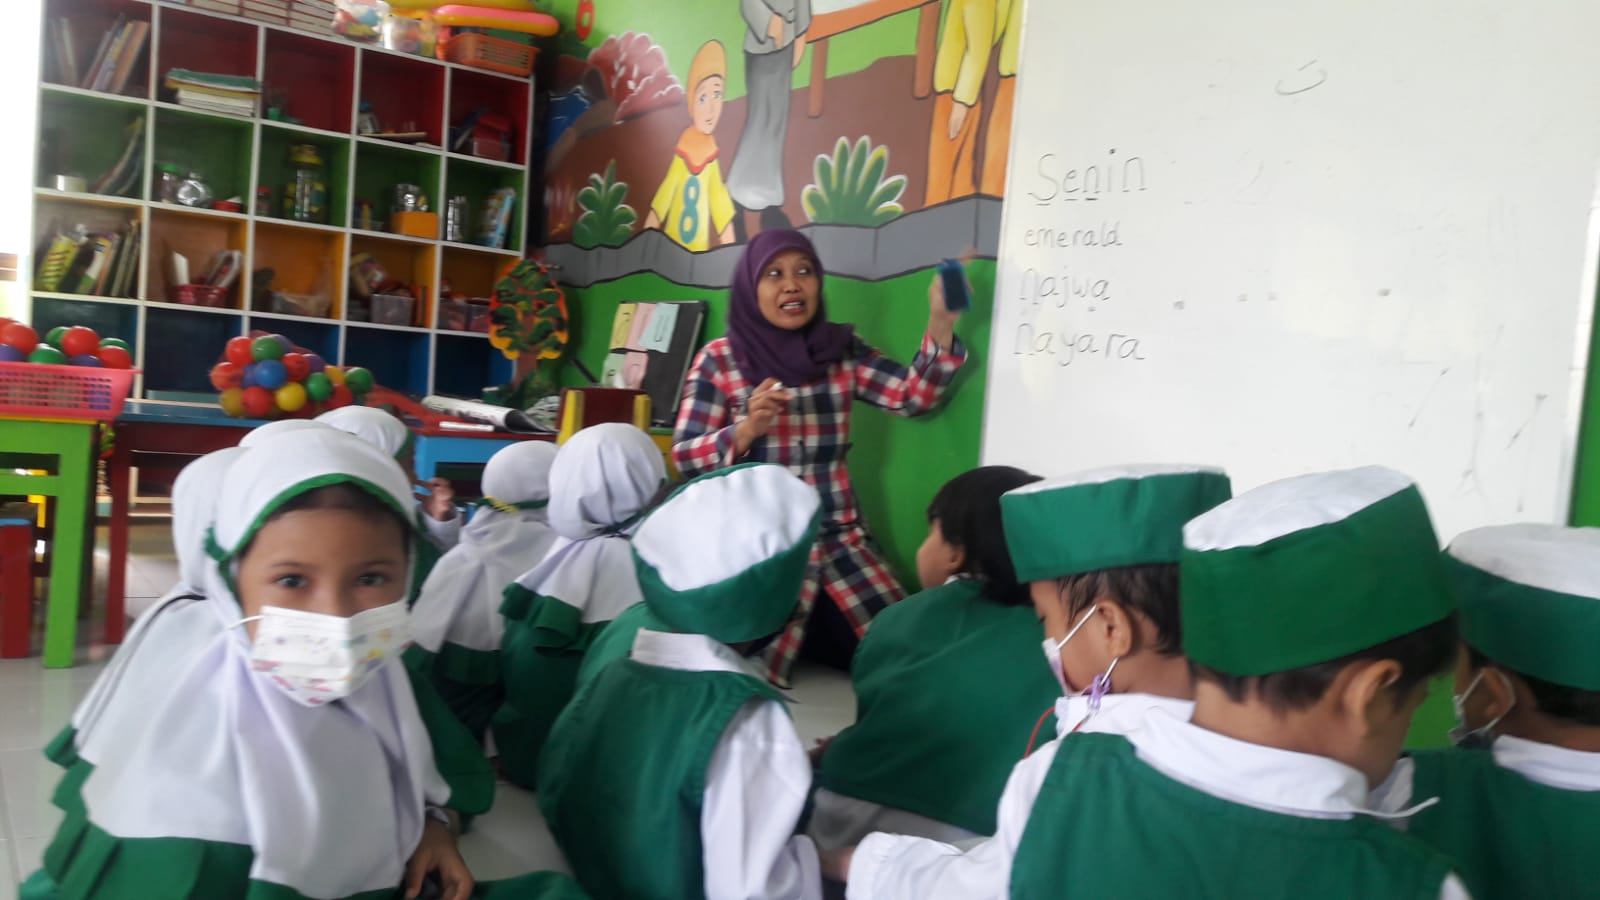 ن
Senin
emerald
Najwa
Nayara
8